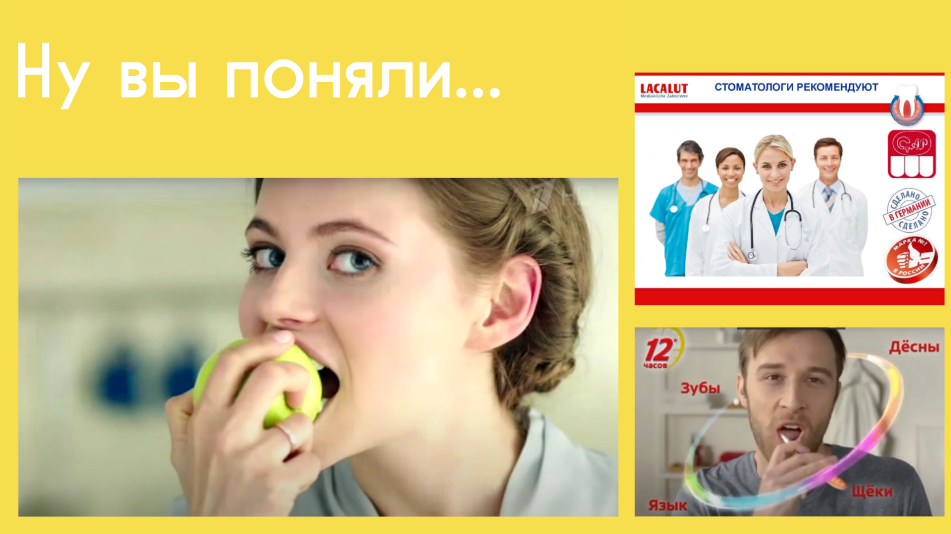 Ну вы поняли...
LACALUT
СТОМАТОЛОГИ РЕКОМЕНДУЮТ
СДЕЛАНО
В ГЕРМАНИИ
СДЕЛАНО
МАРКА №1
В РОССИИ
12
часов
Дёсны
Зубы
Щёки
Язык